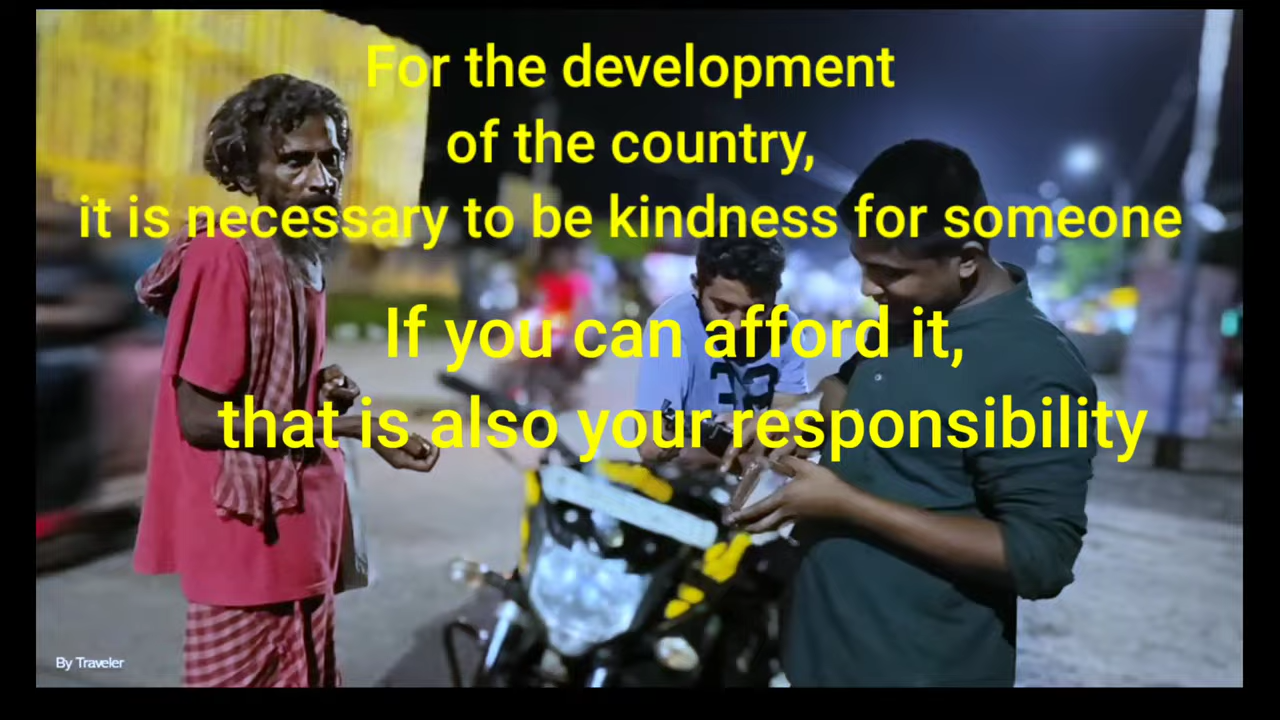 For the development
of the country,
it is necessary to be kindness for someone
If you can afford it,
that is also your responsibility
32
By Traveler